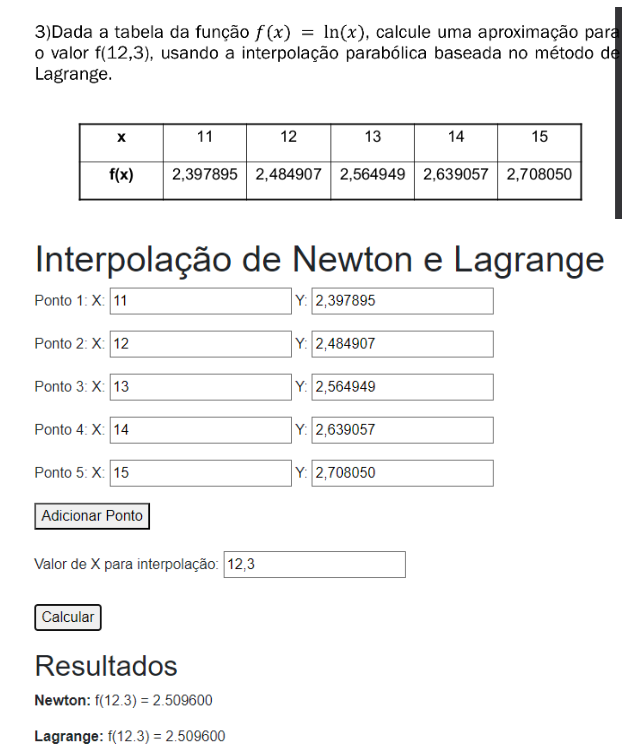 3)Dada a tabela da função f(x) = ln(x), calcule uma aproximação para
o valor f(12,3), usando a interpolação parabólica baseada no método de
Lagrange.
x 11 12 13 14 15
f(x) 2,397895 2,484907 2,564949 2,639057 2,708050
Interpolação de Newton e Lagrange
Ponto 1: X: 11 Y: 2,397895
Ponto 2: X: 12 Y: 2,484907
Ponto 3: X: 13 Y: 2,564949
Ponto 4: X: 14 Y: 2,639057
Ponto 5: X: 15 Y: 2,708050
Adicionar Ponto
Valor de X para interpolação: 12,3
Calcular
Resultados
Newton: f(12.3) = 2.509600
Lagrange: f(12.3) = 2.509600